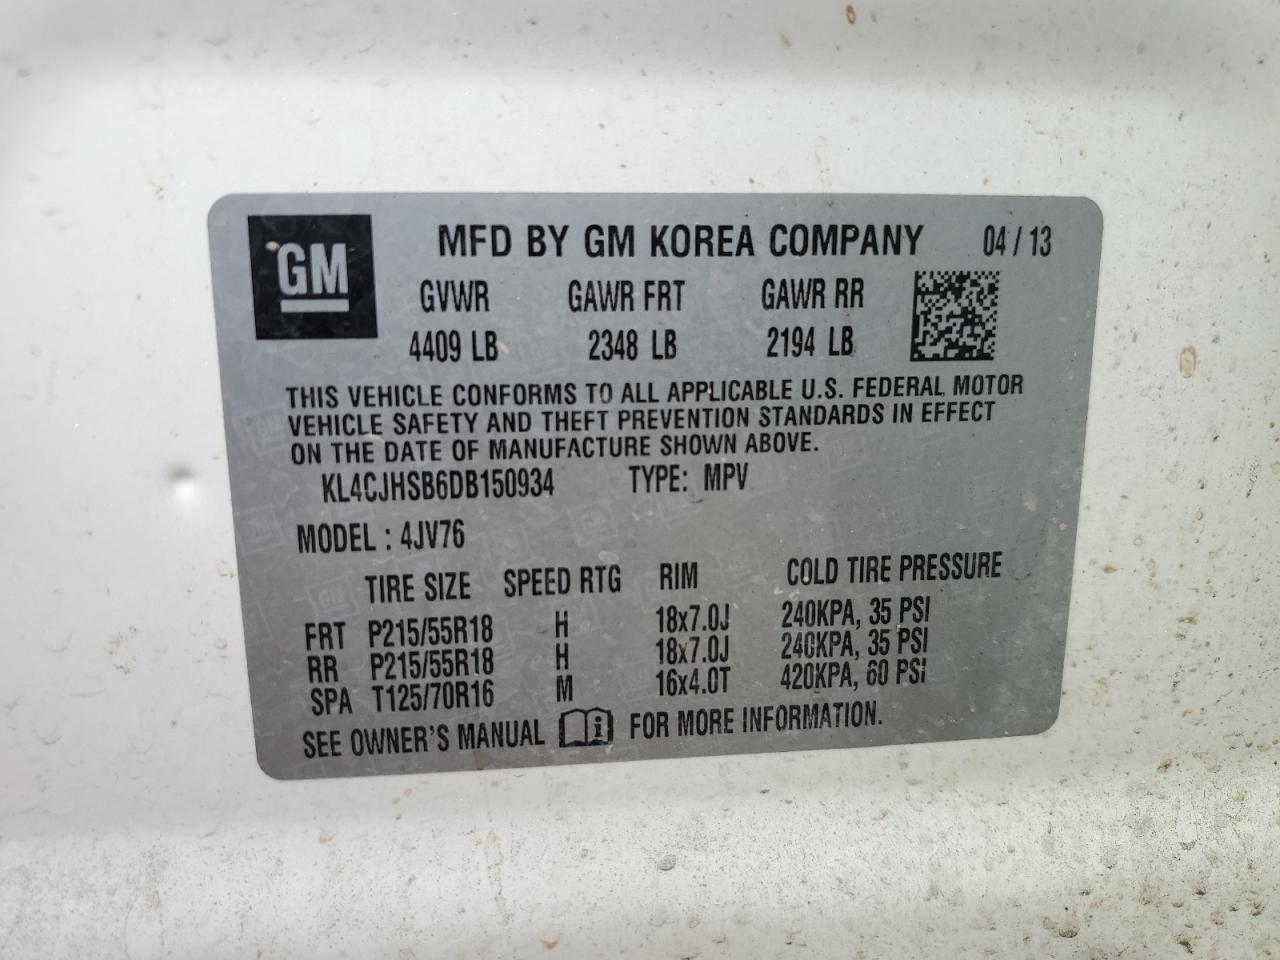 GM
MFD BY GM KOREA COMPANY 04 / 13
GVWR GAWR FRT GAWR RR
4409 LB 2348 LB 2194 LB
THIS VEHICLE CONFORMS TO ALL APPLICABLE U.S. FEDERAL MOTOR
VEHICLE SAFETY AND THEFT PREVENTION STANDARDS IN EFFECT
ON THE DATE OF MANUFACTURE SHOWN ABOVE.
KL4CJHSB6DB150934 TYPE: MPV
MODEL : 4JV76
TIRE SIZE SPEED RTG RIM COLD TIRE PRESSURE
FRT P215/55R18 H 18x7.0J 240KPA, 35 PSI
RR P215/55R18 H 18x7.0J 240KPA, 35 PSI
SPA T125/70R16 M 16x4.0T 420KPA, 60 PSI
SEE OWNER'S MANUAL i FOR MORE INFORMATION.